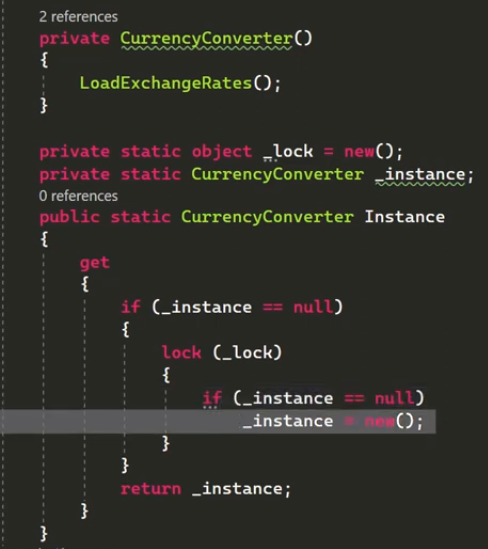 2 references
private CurrencyConverter()
{
LoadExchangeRates();
}
private static object _lock = new();
private static CurrencyConverter _instance;
0 references
public static CurrencyConverter Instance
{
get
{
if (_instance == null)
{
lock (_lock)
{
if (_instance == null)
_instance = new();
}
}
return _instance;
}
}